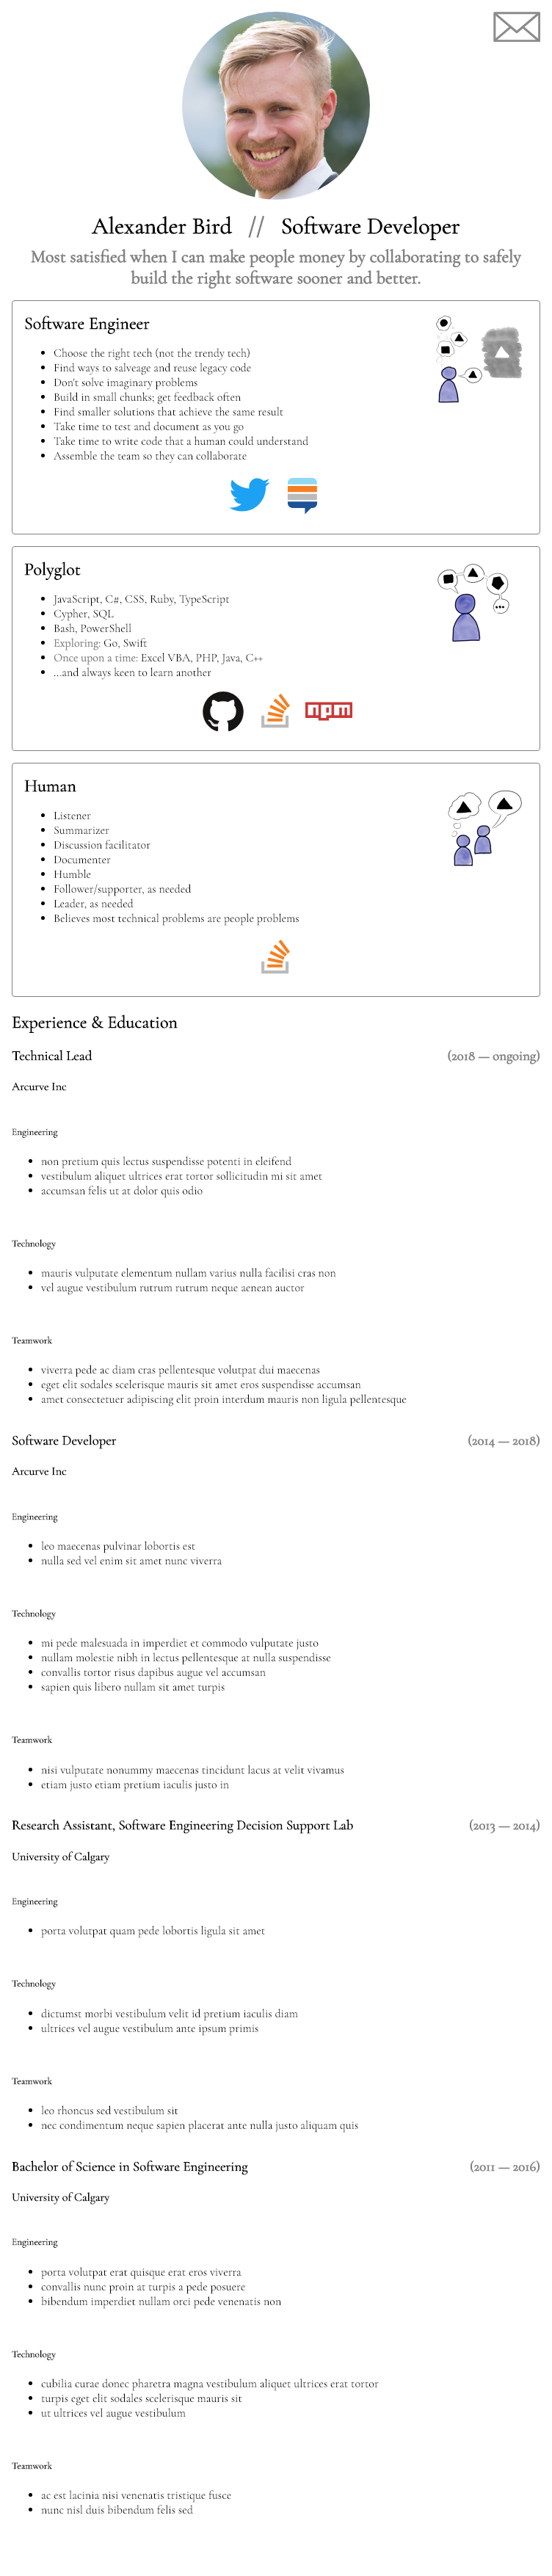 Alexander Bird // Software Developer
Most satisfied when I can make people money by collaborating to safely
build the right software sooner and better.
Software Engineer
• Choose the right tech (not the trendy tech)
• Find ways to salveage and reuse legacy code
• Don't solve imaginary problems
• Build in small chunks; get feedback often
• Find smaller solutions that achieve the same result
• Take time to test and document as you go
• Take time to write code that a human could understand
• Assemble the team so they can collaborate
Polyglot
• JavaScript, C#, CSS, Ruby, TypeScript
• Cypher, SQL
• Bash, PowerShell
• Exploring: Go, Swift
• Once upon a time: Excel VBA, PHP, Java, C++
• ...and always keen to learn another
npm
Human
• Listener
• Summarizer
• Discussion facilitator
• Documenter
• Humble
• Follower/supporter, as needed
• Leader, as needed
• Believes most technical problems are people problems
Experience & Education
Technical Lead (2018 — ongoing)
Arcurve Inc
Engineering
• non pretium quis lectus suspendisse potenti in eleifend
• vestibulum aliquet ultrices erat tortor sollicitudin mi sit amet
• accumsan felis ut at dolor quis odio
Technology
• mauris vulputate elementum nullam varius nulla facilisi cras non
• vel augue vestibulum rutrum rutrum neque aenean auctor
Teamwork
• viverra pede ac diam cras pellentesque volutpat dui maecenas
• eget elit sodales scelerisque mauris sit amet eros suspendisse accumsan
• amet consectetuer adipiscing elit proin interdum mauris non ligula pellentesque
Software Developer (2014 — 2018)
Arcurve Inc
Engineering
• leo maecenas pulvinar lobortis est
• nulla sed vel enim sit amet nunc viverra
Technology
• mi pede malesuada in imperdiet et commodo vulputate justo
• nullam molestie nibh in lectus pellentesque at nulla suspendisse
• convallis tortor risus dapibus augue vel accumsan
• sapien quis libero nullam sit amet turpis
Teamwork
• nisi vulputate nonummy maecenas tincidunt lacus at velit vivamus
• etiam justo etiam pretium iaculis justo in
Research Assistant, Software Engineering Decision Support Lab (2013 — 2014)
University of Calgary
Engineering
• porta volutpat quam pede lobortis ligula sit amet
Technology
• dictumst morbi vestibulum velit id pretium iaculis diam
• ultrices vel augue vestibulum ante ipsum primis
Teamwork
• leo rhoncus sed vestibulum sit
• nec condimentum neque sapien placerat ante nulla justo aliquam quis
Bachelor of Science in Software Engineering (2011 — 2016)
University of Calgary
Engineering
• porta volutpat erat quisque erat eros viverra
• convallis nunc proin at turpis a pede posuere
• bibendum imperdiet nullam orci pede venenatis non
Technology
• cubilia curae donec pharetra magna vestibulum aliquet ultrices erat tortor
• turpis eget elit sodales scelerisque mauris sit
• ut ultrices vel augue vestibulum
Teamwork
• ac est lacinia nisi venenatis tristique fusce
• nunc nisl duis bibendum felis sed